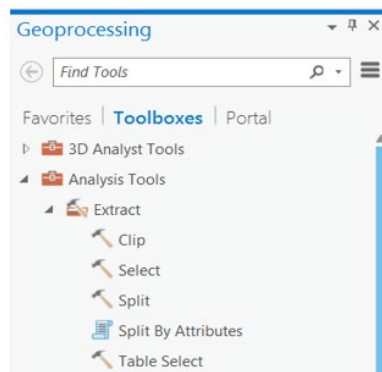 Geoprocessing
Find Tools
Favorites | Toolboxes | Portal
3D Analyst Tools
Analysis Tools
Extract
Clip
Select
Split
Split By Attributes
Table Select